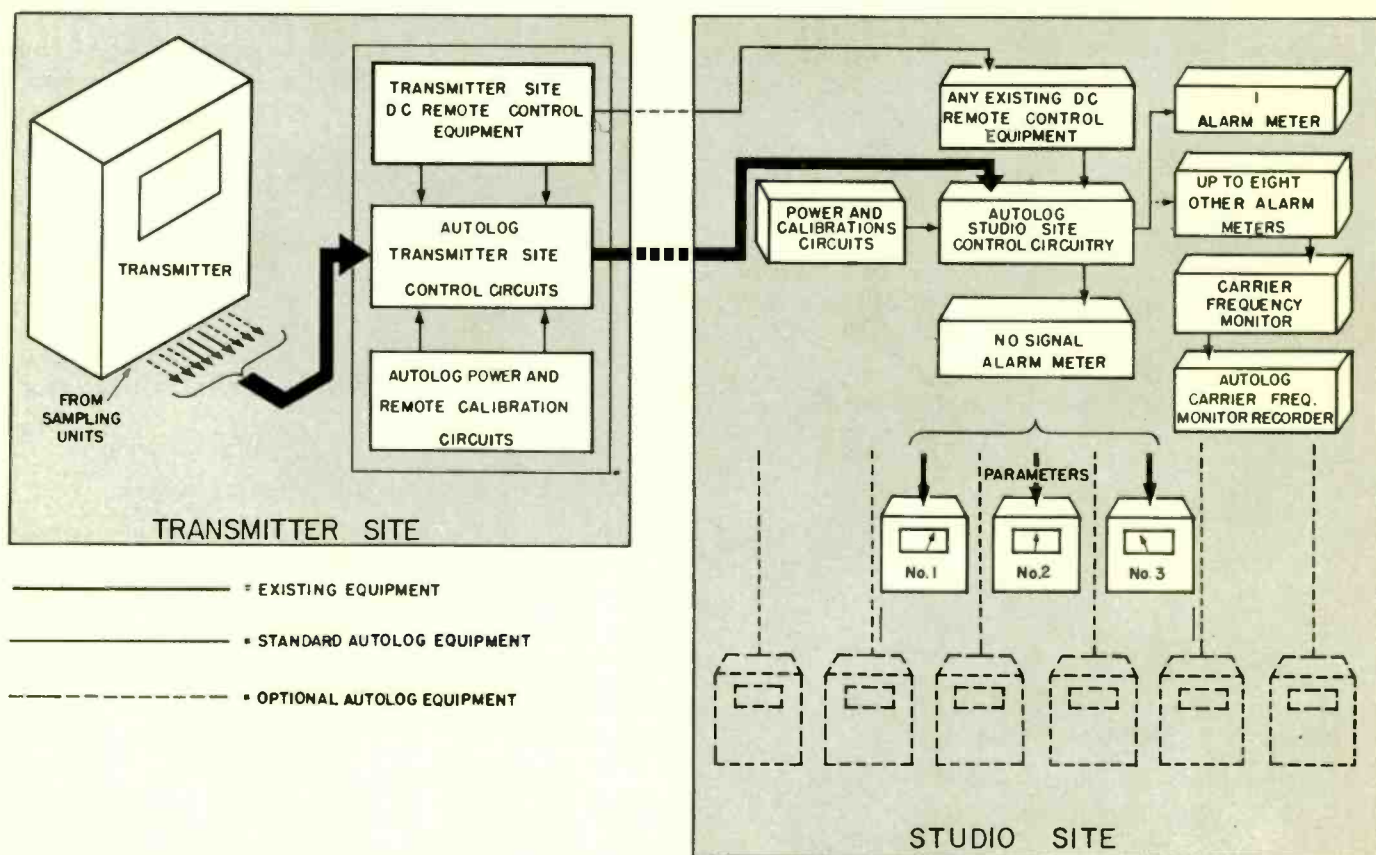 TRANSMITTER
FROM
SAMPLING
UNITS
TRANSMITTER SITE
DC REMOTE CONTROL
EQUIPMENT
AUTOLOG
TRANSMITTER SITE
CONTROL CIRCUITS
AUTOLOG POWER AND
REMOTE CALIBRATION
CIRCUITS
TRANSMITTER SITE
= EXISTING EQUIPMENT
= STANDARD AUTOLOG EQUIPMENT
= OPTIONAL AUTOLOG EQUIPMENT
ANY EXISTING DC
REMOTE CONTROL
EQUIPMENT
1
ALARM METER
POWER AND
CALIBRATIONS
CIRCUITS
AUTOLOG
STUDIO SITE
CONTROL CIRCUITRY
UP TO EIGHT
OTHER ALARM
METERS
NO SIGNAL
ALARM METER
CARRIER
FREQUENCY
MONITOR
AUTOLOG
CARRIER FREQ.
MONITOR RECORDER
PARAMETERS
No.1
No.2
No.3
STUDIO SITE